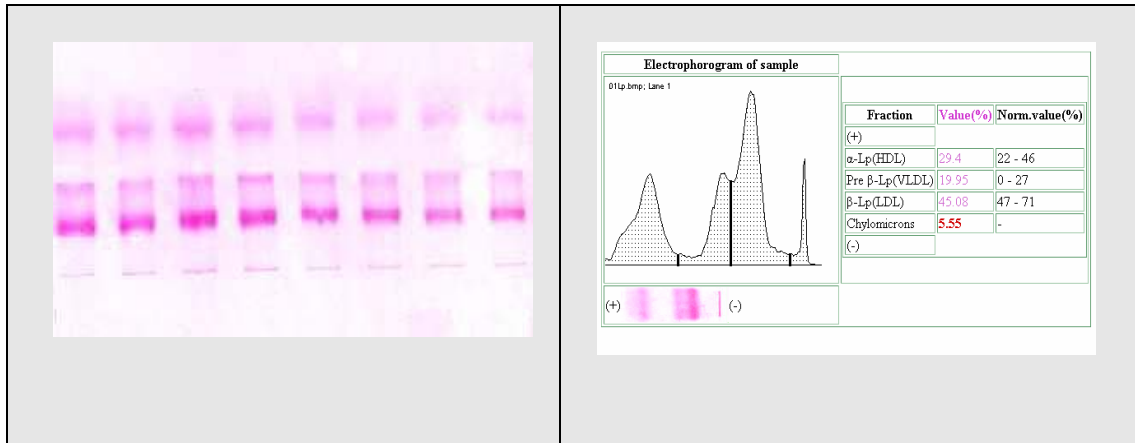 Electrophorogram of sample
01Lp.bmp; Lane 1
Fraction Value(%) Norm.value(%)
(+)
α-Lp(HDL) 29.4 22 - 46
Pre β-Lp(VLDL) 19.95 0 - 27
β-Lp(LDL) 45.08 47 - 71
Chylomicrons 5.55 -
(-)
(+) (-)